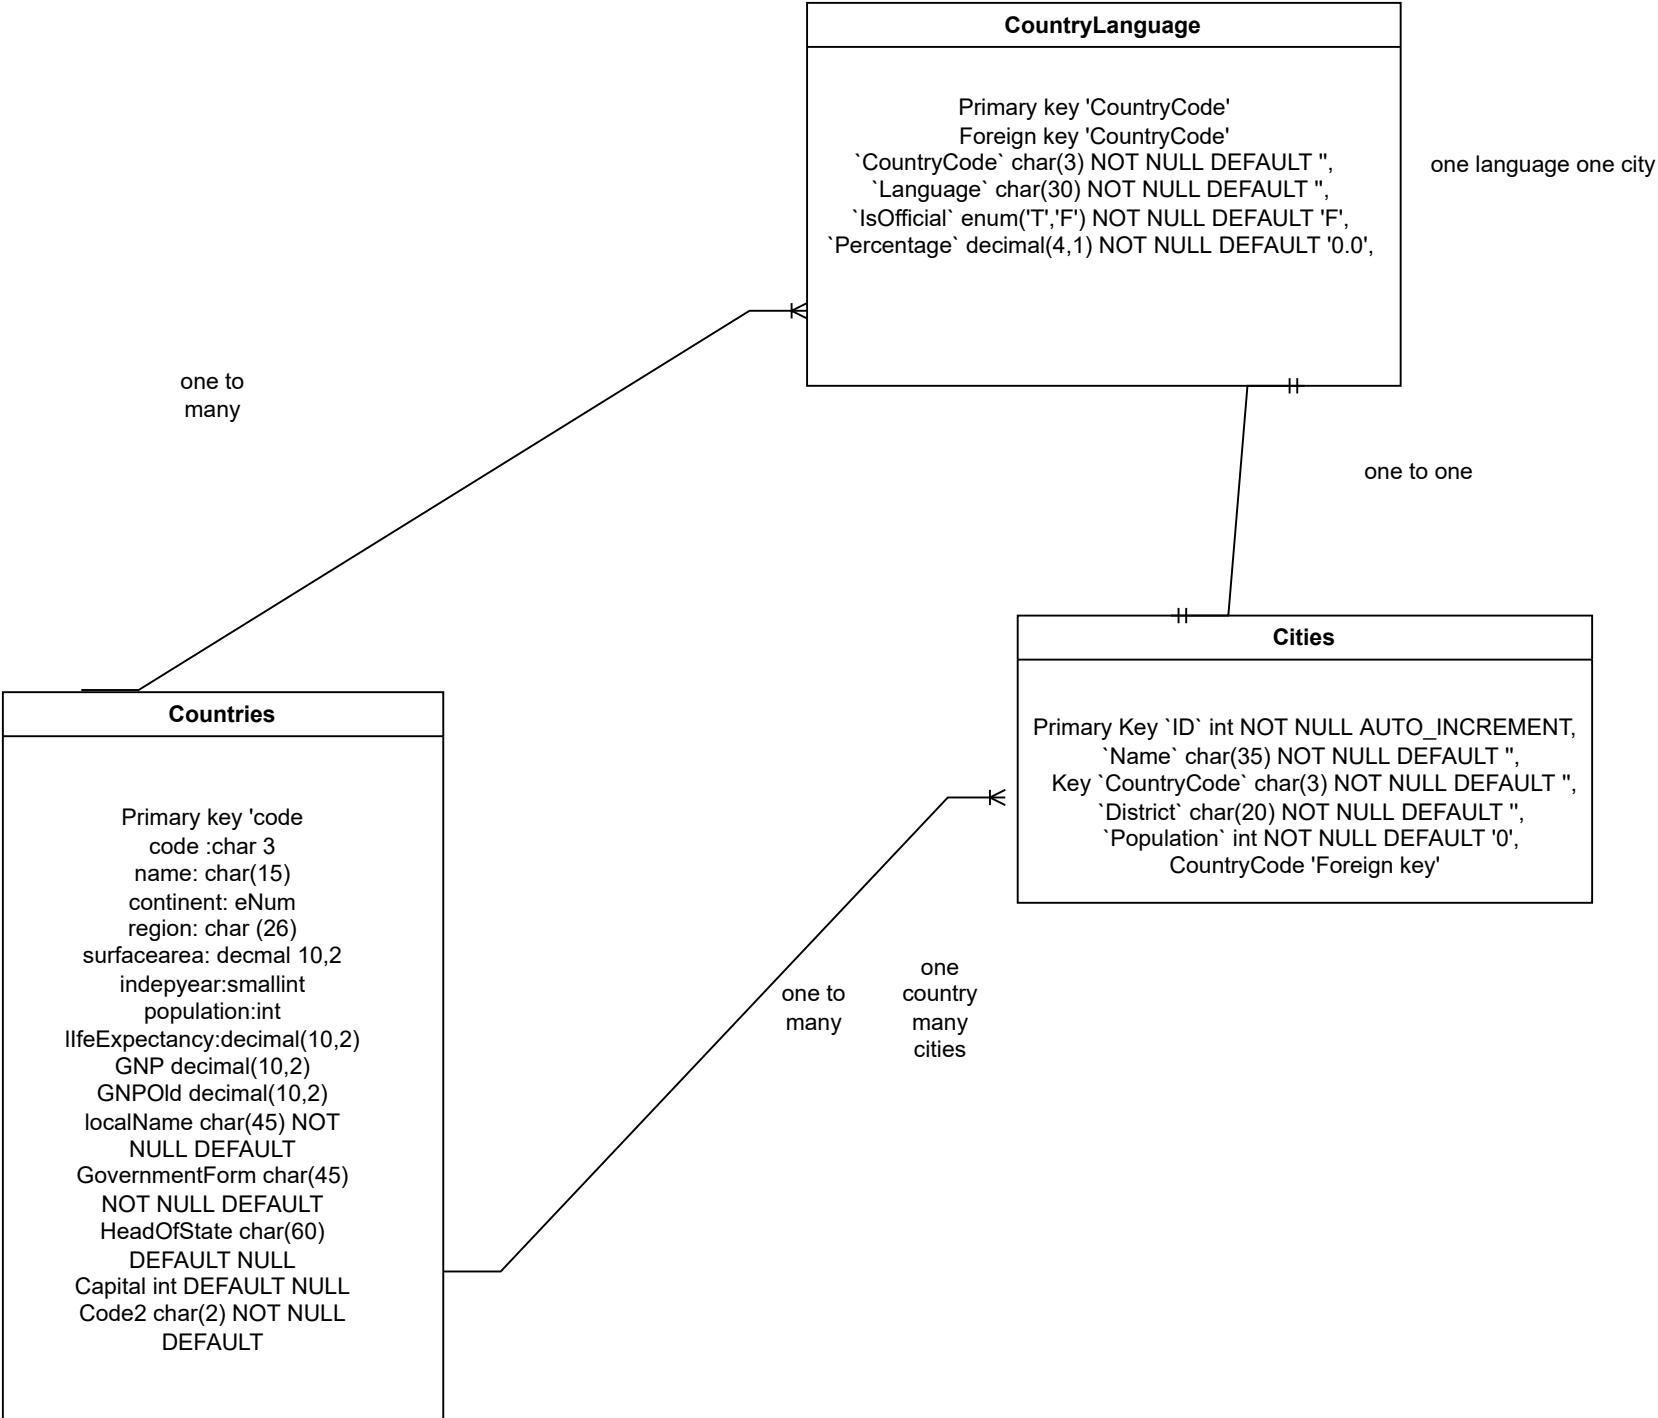 CountryLanguage
Primary key 'CountryCode'
Foreign key 'CountryCode'
`CountryCode` char(3) NOT NULL DEFAULT '',
`Language` char(30) NOT NULL DEFAULT '',
`IsOfficial` enum('T','F') NOT NULL DEFAULT 'F',
`Percentage` decimal(4,1) NOT NULL DEFAULT '0.0',
one language one city
one to
many
one to one
Cities
Primary Key `ID` int NOT NULL AUTO_INCREMENT,
`Name` char(35) NOT NULL DEFAULT '',
Key `CountryCode` char(3) NOT NULL DEFAULT '',
`District` char(20) NOT NULL DEFAULT '',
`Population` int NOT NULL DEFAULT '0',
CountryCode 'Foreign key'
Countries
Primary key 'code
code :char 3
name: char(15)
continent: eNum
region: char (26)
surfacearea: decmal 10,2
indepyear:smallint
population:int
lIfeExpectancy:decimal(10,2)
GNP decimal(10,2)
GNPOld decimal(10,2)
localName char(45) NOT
NULL DEFAULT
GovernmentForm char(45)
NOT NULL DEFAULT
HeadOfState char(60)
DEFAULT NULL
Capital int DEFAULT NULL
Code2 char(2) NOT NULL
DEFAULT
one to
many
one
country
many
cities